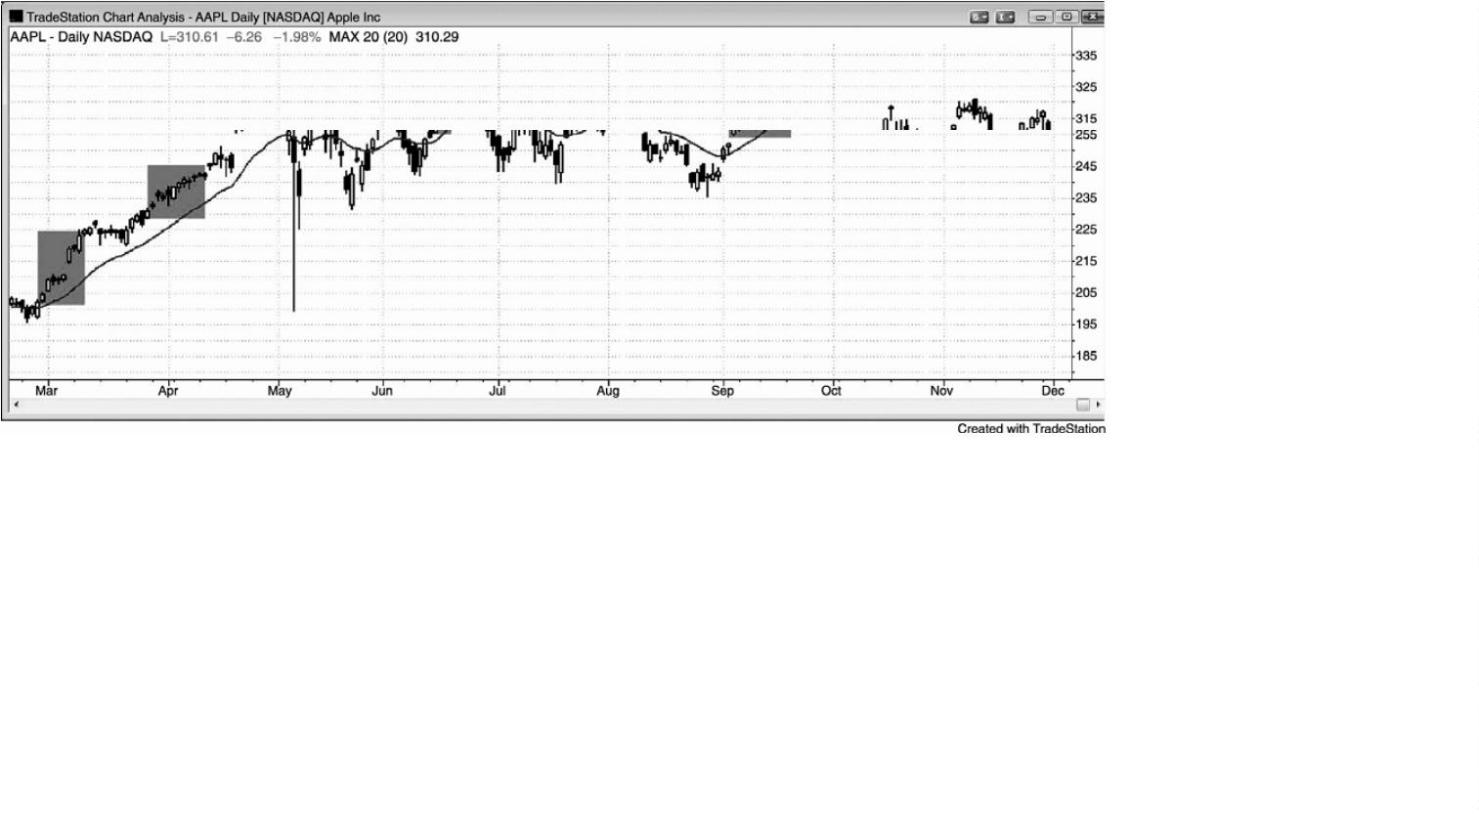 TradeStation Chart Analysis - AAPL Daily [NASDAQ] Apple Inc
AAPL - Daily NASDAQ L=310.61 −6.26 −1.98% MAX 20 (20) 310.29
335
325
315
255
245
235
225
215
205
195
185
Mar Apr May Jun Jul Aug Sep Oct Nov Dec
Created with TradeStation